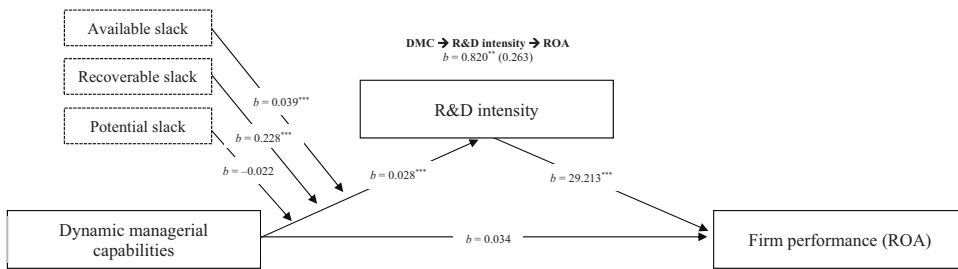 Available slack
Recoverable slack
Potential slack
DMC → R&D intensity → ROA
b = 0.820** (0.263)
R&D intensity
b = 0.039***
b = 0.228***
b = –0.022
b = 0.028***
b = 29.213***
Dynamic managerial
capabilities
b = 0.034
Firm performance (ROA)